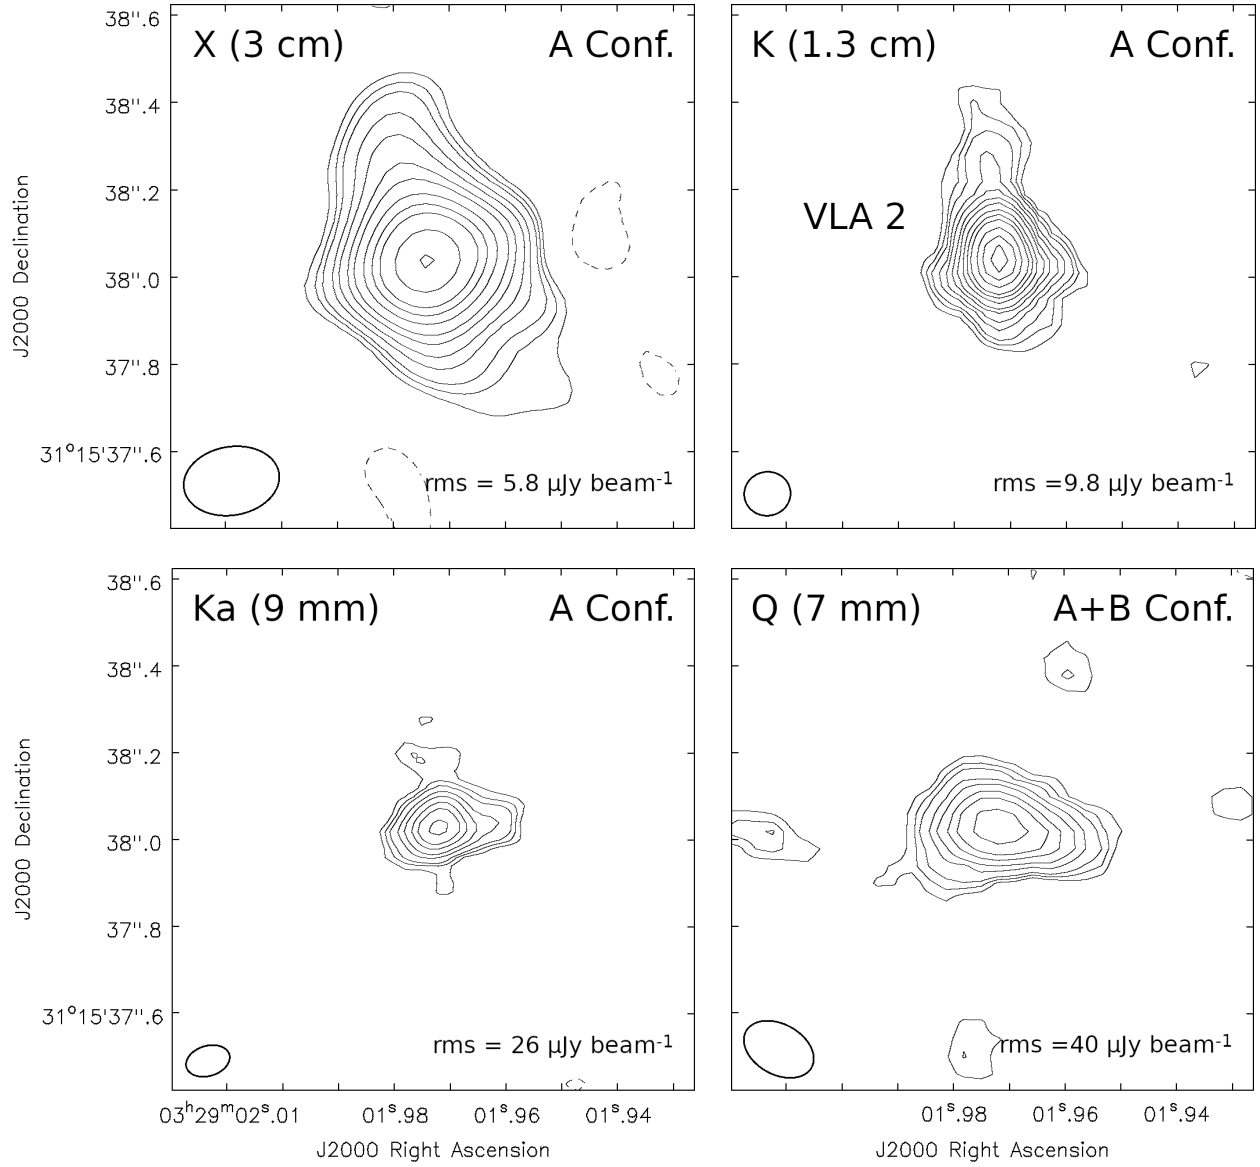 X (3 cm) A Conf.
K (1.3 cm) A Conf.
38".6
38".4
38".2
38".0
37".8
31°15'37".6
J2000 Declination
VLA 2
rms = 5.8 µJy beam⁻¹
rms =9.8 µJy beam⁻¹
Ka (9 mm) A Conf.
Q (7 mm) A+B Conf.
38".6
38".4
38".2
38".0
37".8
31°15'37".6
J2000 Declination
rms = 26 µJy beam⁻¹
rms =40 µJy beam⁻¹
03ʰ29ᵐ02ˢ.01 01ˢ.98 01ˢ.96 01ˢ.94
01ˢ.98 01ˢ.96 01ˢ.94
J2000 Right Ascension
J2000 Right Ascension